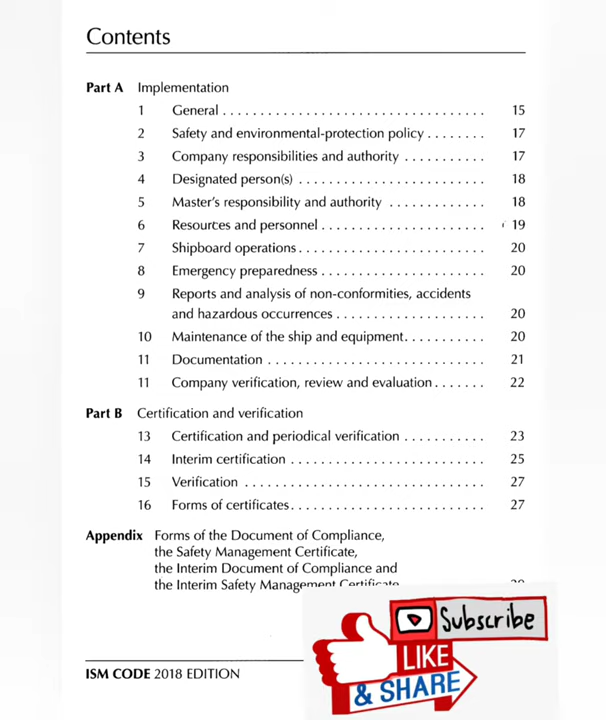 Contents
Part A Implementation
1 General . . . . . . . . . . . . . . . . . . . . . . . . . . . . . . . . . . . 15
2 Safety and environmental-protection policy . . . . . . . . 17
3 Company responsibilities and authority . . . . . . . . . . . 17
4 Designated person(s) . . . . . . . . . . . . . . . . . . . . . . . . . 18
5 Master's responsibility and authority . . . . . . . . . . . . . 18
6 Resources and personnel . . . . . . . . . . . . . . . . . . . . . . 19
7 Shipboard operations . . . . . . . . . . . . . . . . . . . . . . . . . 20
8 Emergency preparedness . . . . . . . . . . . . . . . . . . . . . . 20
9 Reports and analysis of non-conformities, accidents
and hazardous occurrences . . . . . . . . . . . . . . . . . . . . 20
10 Maintenance of the ship and equipment . . . . . . . . . . . 20
11 Documentation . . . . . . . . . . . . . . . . . . . . . . . . . . . . . 21
11 Company verification, review and evaluation . . . . . . . 22
Part B Certification and verification
13 Certification and periodical verification . . . . . . . . . . . 23
14 Interim certification . . . . . . . . . . . . . . . . . . . . . . . . . . 25
15 Verification . . . . . . . . . . . . . . . . . . . . . . . . . . . . . . . . 27
16 Forms of certificates . . . . . . . . . . . . . . . . . . . . . . . . . . 27
Appendix Forms of the Document of Compliance,
the Safety Management Certificate,
the Interim Document of Compliance and
the Interim Safety Management Certificate
Subscribe
LIKE
& SHARE
ISM CODE 2018 EDITION